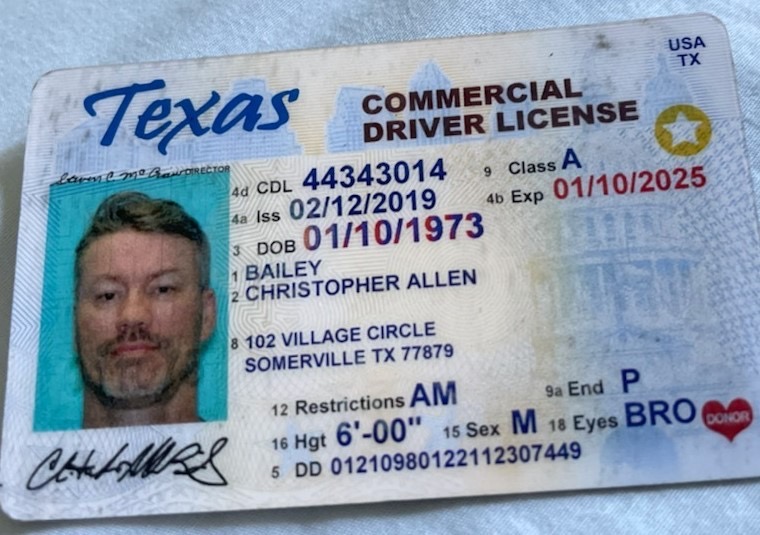 Texas
COMMERCIAL
DRIVER LICENSE
USA
TX
DIRECTOR
4d CDL 44343014
9 Class A
4a Iss 02/12/2019
4b Exp 01/10/2025
3 DOB 01/10/1973
1 BAILEY
2 CHRISTOPHER ALLEN
8 102 VILLAGE CIRCLE
SOMERVILLE TX 77879
12 Restrictions AM
9a End P
16 Hgt 6'-00" 15 Sex M 18 Eyes BRO
DONOR
5 DD 01210980122112307449